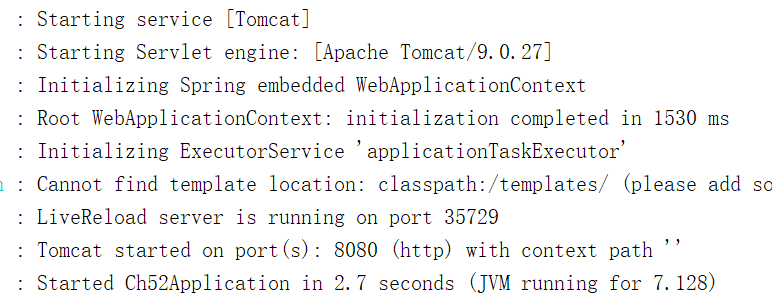 : Starting service [Tomcat]
: Starting Servlet engine: [Apache Tomcat/9.0.27]
: Initializing Spring embedded WebApplicationContext
: Root WebApplicationContext: initialization completed in 1530 ms
: Initializing ExecutorService 'applicationTaskExecutor'
: Cannot find template location: classpath:/templates/ (please add
: LiveReload server is running on port 35729
: Tomcat started on port(s): 8080 (http) with context path ''
: Started Ch52Application in 2.7 seconds (JVM running for 7.128)